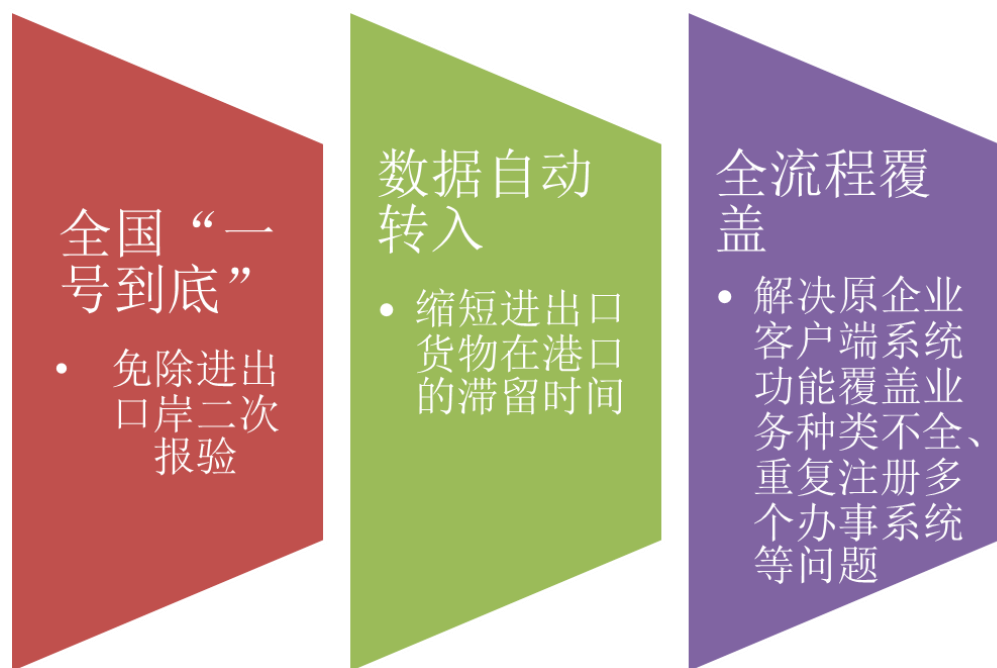 全国“一
号到底”
• 免除进出
口岸二次
报验
数据自动
转入
• 缩短进出口
货物在港口
的滞留时间
全流程覆
盖
• 解决原企业
客户端系统
功能覆盖业
务种类不全、
重复注册多
个办事系统
等问题